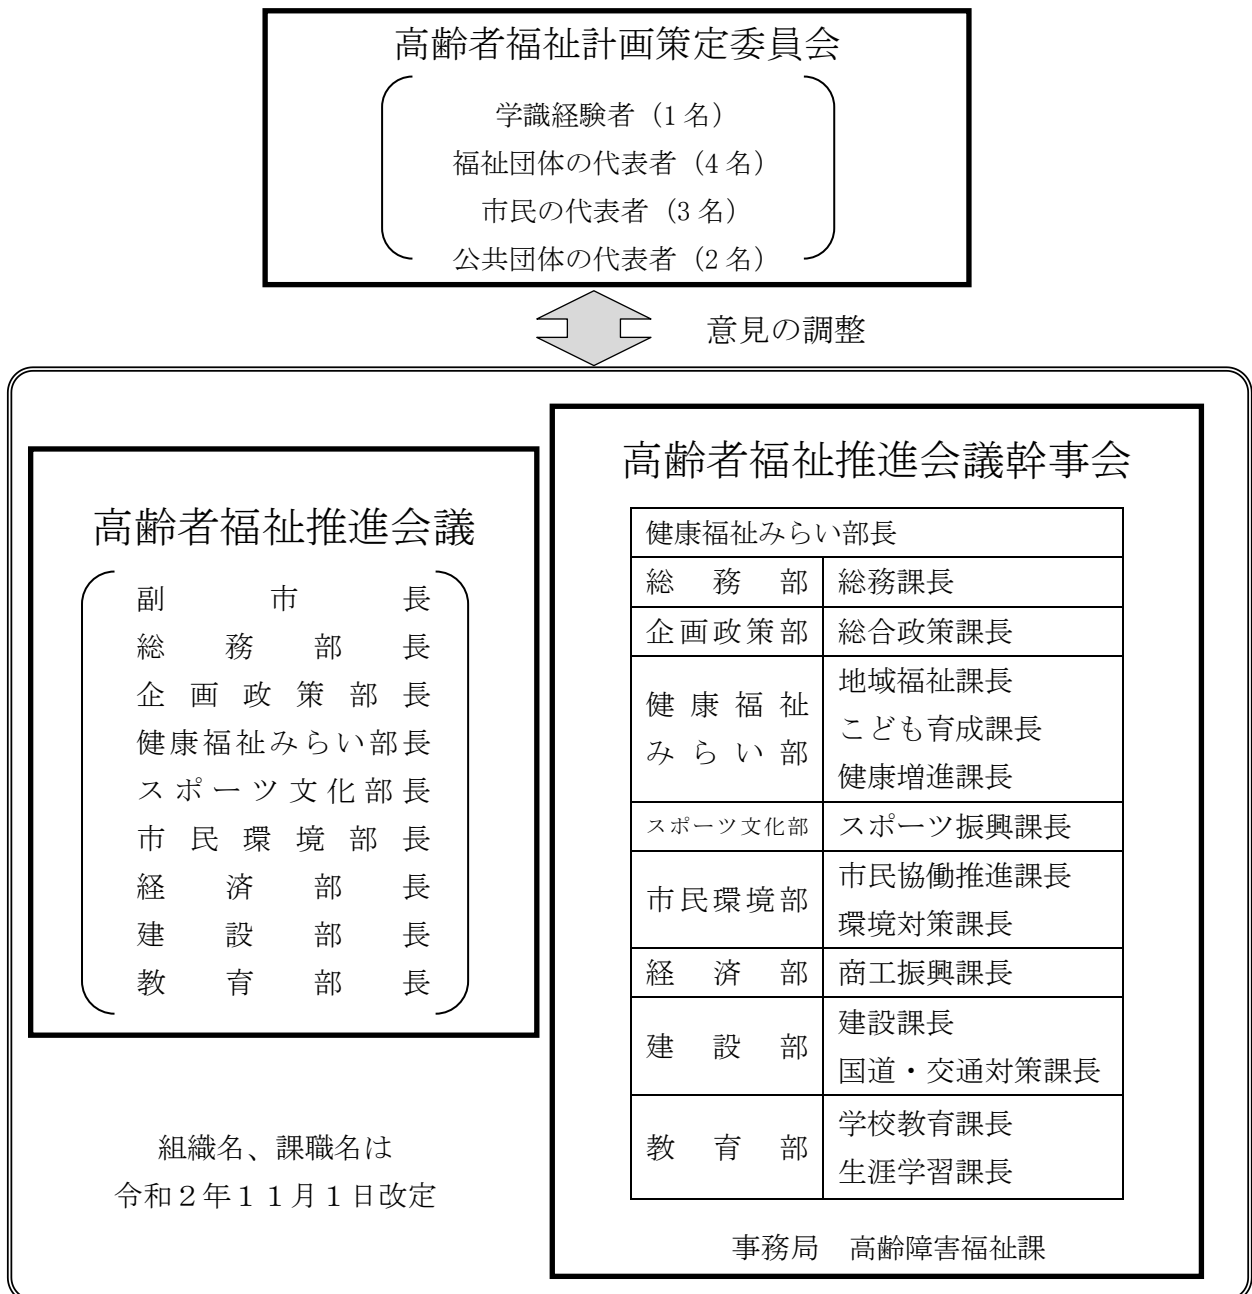 高齢者福祉計画策定委員会
学識経験者（1名）
福祉団体の代表者（4名）
市民の代表者（3名）
公共団体の代表者（2名）
意見の調整
高齢者福祉推進会議
副市長
総務部長
企画政策部長
健康福祉みらい部長
スポーツ文化部長
市民環境部長
経済部長
建設部長
教育部長
組織名、課職名は
令和２年１１月１日改定
高齢者福祉推進会議幹事会
健康福祉みらい部長
総務部 総務課長
企画政策部 総合政策課長
健康福祉
みらい部
地域福祉課長
こども育成課長
健康増進課長
スポーツ文化部 スポーツ振興課長
市民環境部
市民協働推進課長
環境対策課長
経済部 商工振興課長
建設部
建設課長
国道・交通対策課長
教育部
学校教育課長
生涯学習課長
事務局　高齢障害福祉課